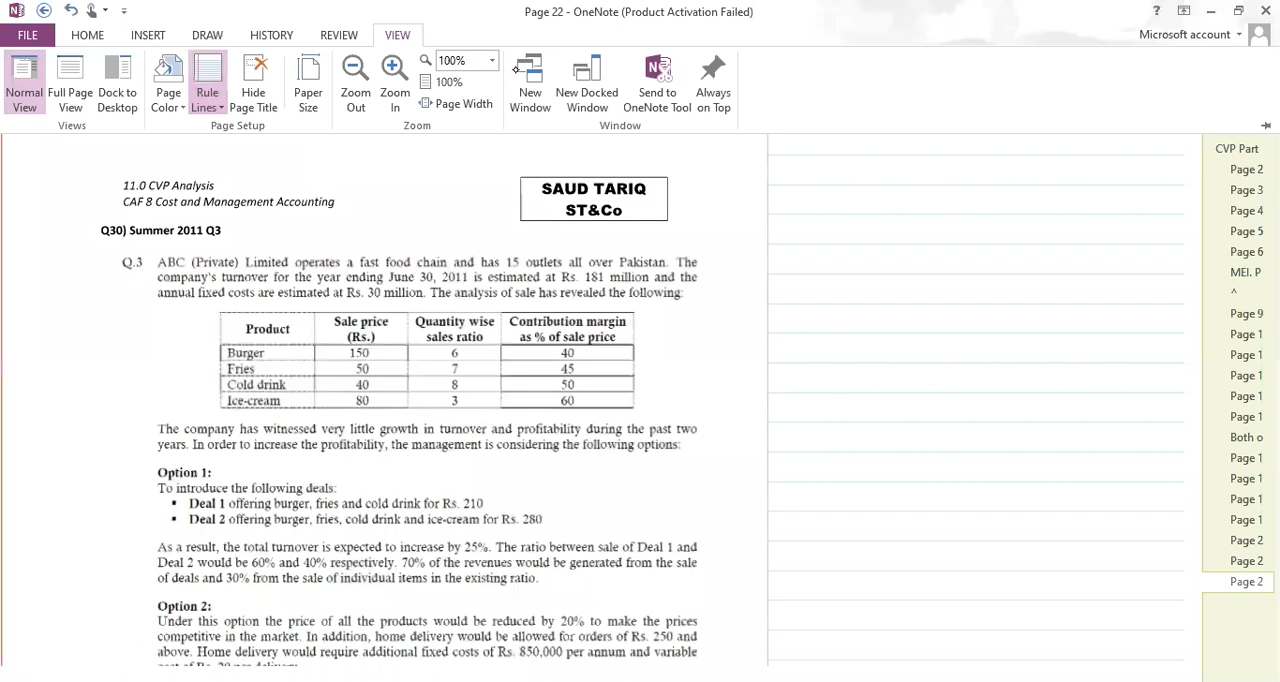 Page 22 - OneNote (Product Activation Failed)
FILE HOME INSERT DRAW HISTORY REVIEW VIEW Microsoft account
Normal View Full Page View Dock to Desktop Page Color Rule Lines Hide Page Title Paper Size Zoom Out Zoom In 100% 100% Page Width New Window New Docked Window Send to OneNote Tool Always on Top
Views Page Setup Zoom Window
11.0 CVP Analysis
CAF 8 Cost and Management Accounting
SAUD TARIQ
ST&Co
Q30) Summer 2011 Q3
Q.3 ABC (Private) Limited operates a fast food chain and has 15 outlets all over Pakistan. The
company's turnover for the year ending June 30, 2011 is estimated at Rs. 181 million and the
annual fixed costs are estimated at Rs. 30 million. The analysis of sale has revealed the following:
Product Sale price (Rs.) Quantity wise sales ratio Contribution margin as % of sale price
Burger 150 6 40
Fries 50 7 45
Cold drink 40 8 50
Ice-cream 80 3 60
The company has witnessed very little growth in turnover and profitability during the past two
years. In order to increase the profitability, the management is considering the following options:
Option 1:
To introduce the following deals:
▪ Deal 1 offering burger, fries and cold drink for Rs. 210
▪ Deal 2 offering burger, fries, cold drink and ice-cream for Rs. 280
As a result, the total turnover is expected to increase by 25%. The ratio between sale of Deal 1 and
Deal 2 would be 60% and 40% respectively. 70% of the revenues would be generated from the sale
of deals and 30% from the sale of individual items in the existing ratio.
Option 2:
Under this option the price of all the products would be reduced by 20% to make the prices
competitive in the market. In addition, home delivery would be allowed for orders of Rs. 250 and
above. Home delivery would require additional fixed costs of Rs. 850,000 per annum and variable
CVP Part
Page 2
Page 3
Page 4
Page 5
Page 6
MEI. P
^
Page 9
Page 1
Page 1
Page 1
Page 1
Page 1
Both o
Page 1
Page 1
Page 1
Page 1
Page 2
Page 2
Page 2